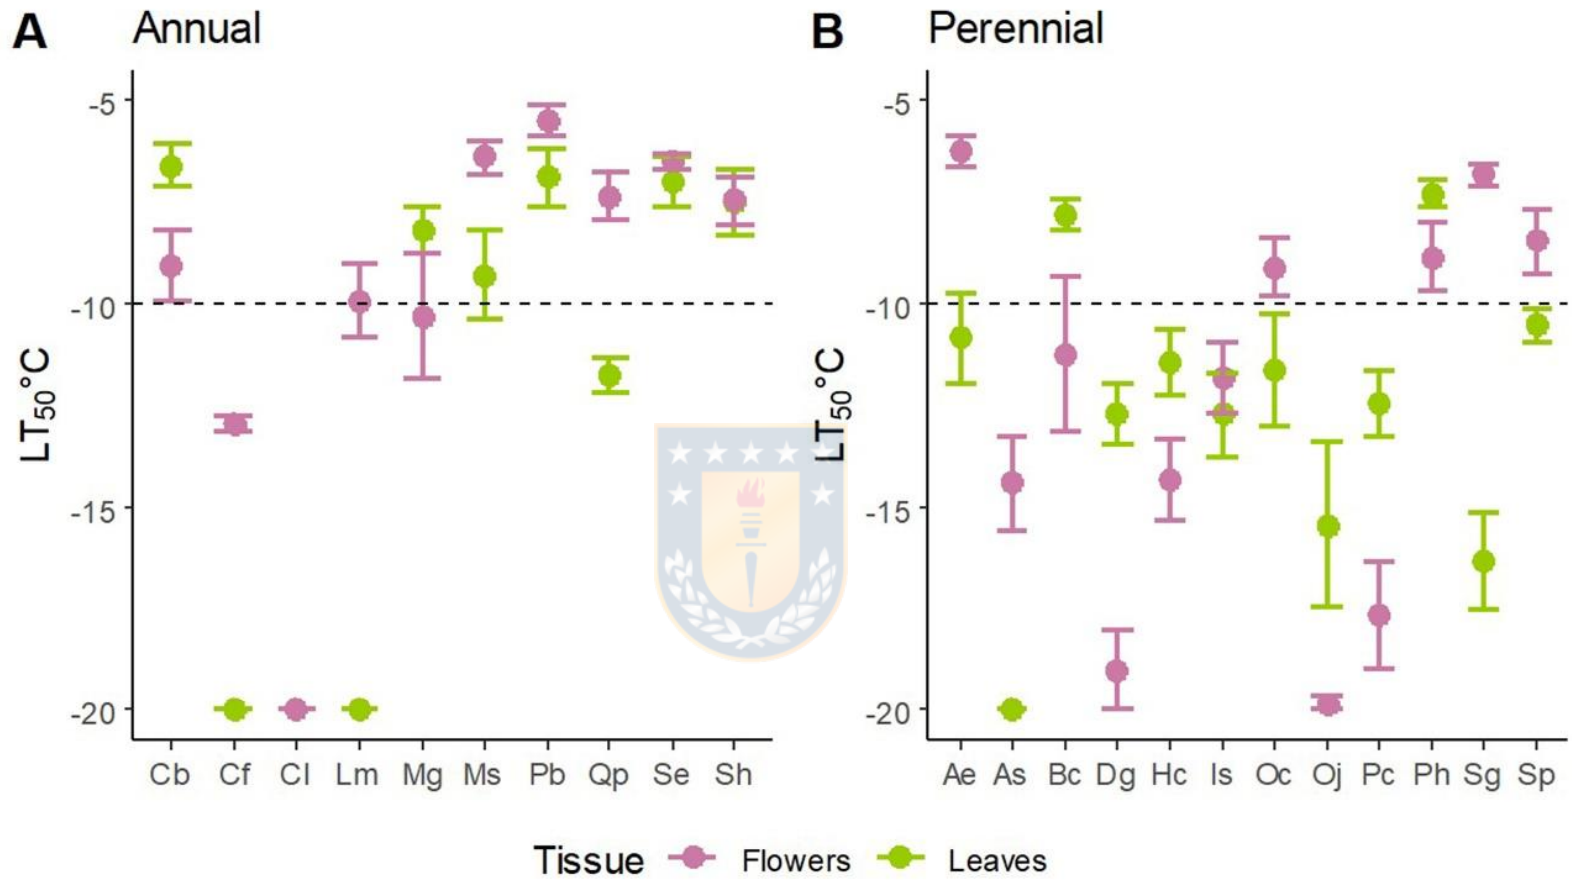 A Annual
B Perennial
LT50°C
-5
-10
-15
-20
Cb Cf Cl Lm Mg Ms Pb Qp Se Sh
LT50°C
-5
-10
-15
-20
Ae As Bc Dg Hc Is Oc Oj Pc Ph Sg Sp
Tissue Flowers Leaves